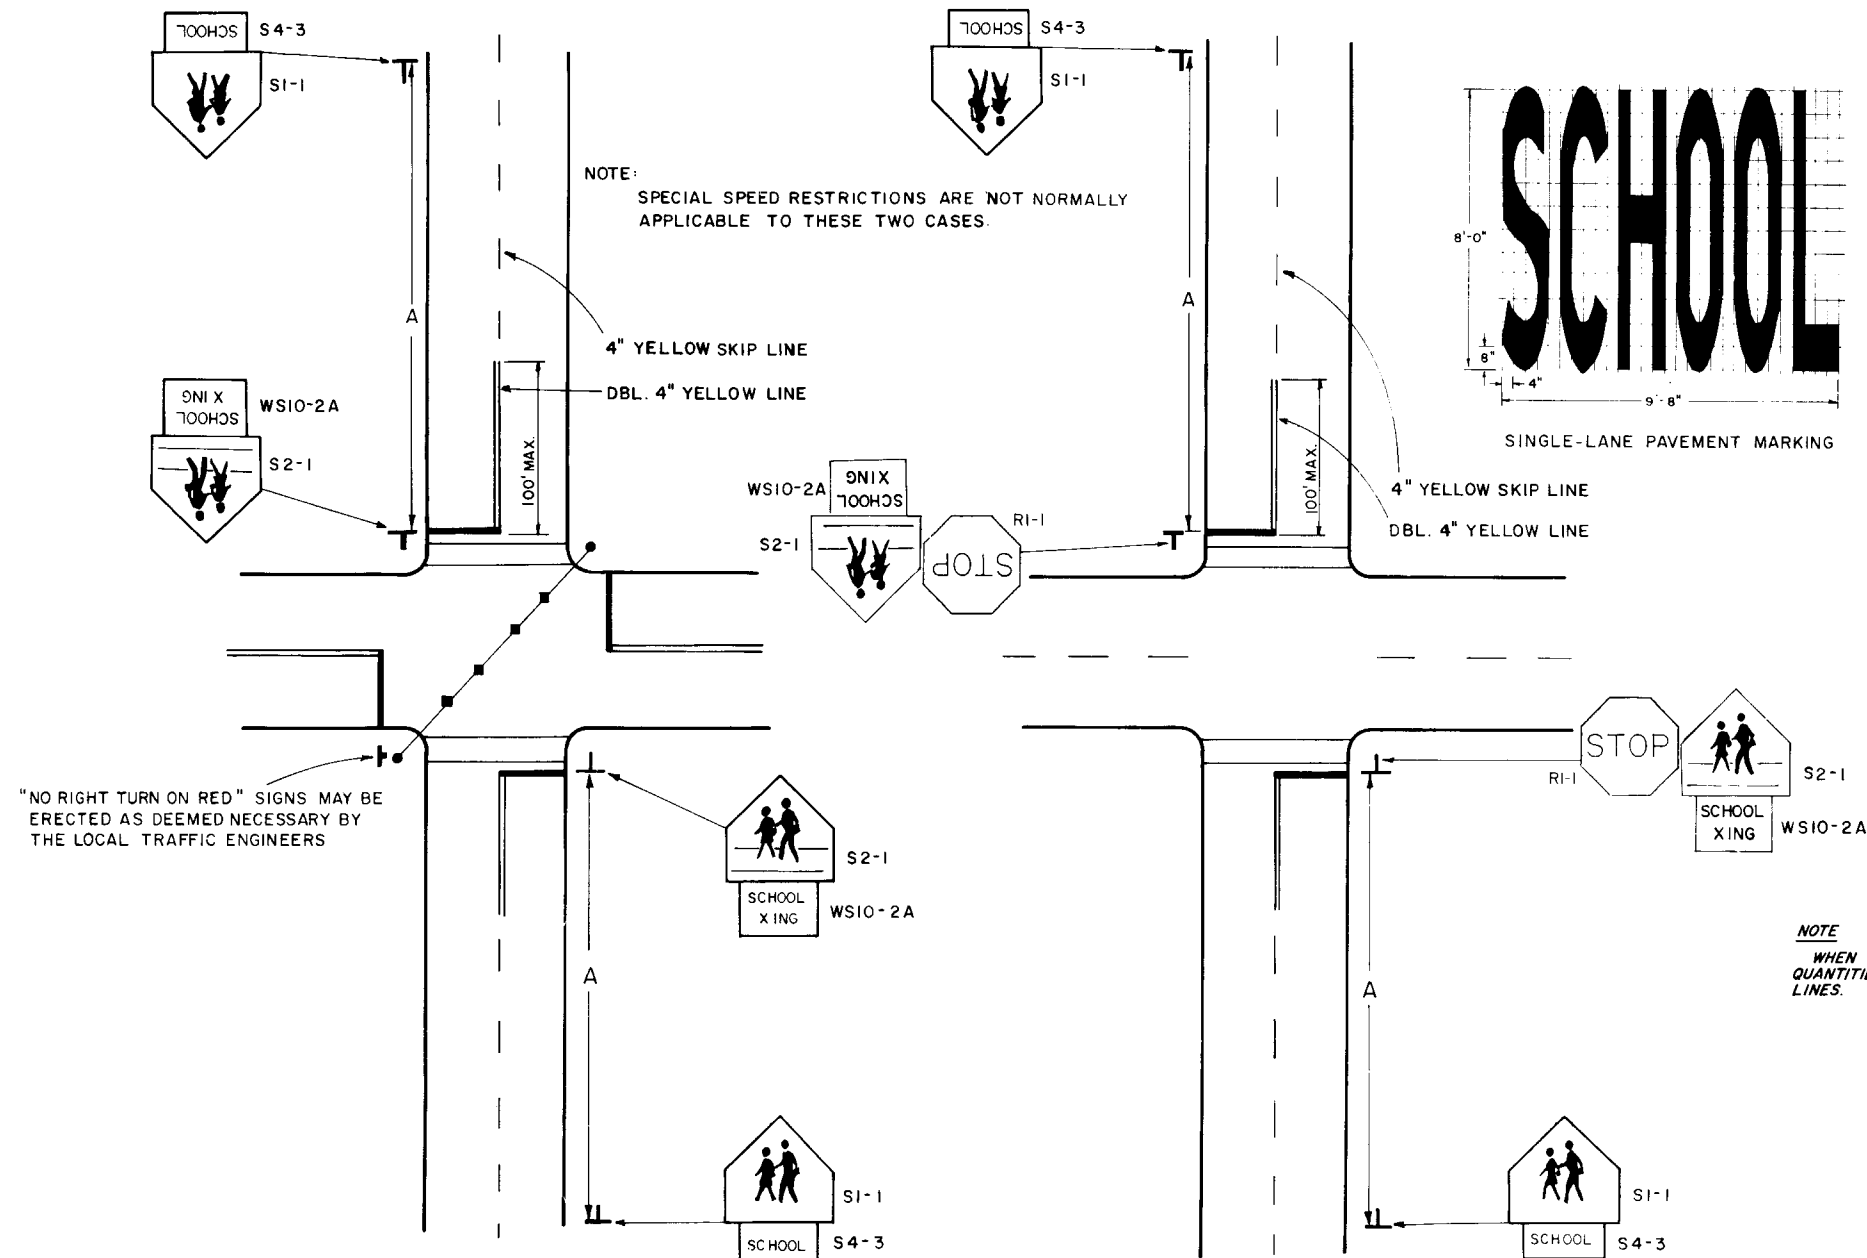 SCHOOL
S4-3
S1-1
SCHOOL
S4-3
S1-1
SCHOOL
8'-0"
8"
4"
9'-8"
SINGLE-LANE PAVEMENT MARKING
NOTE:
SPECIAL SPEED RESTRICTIONS ARE NOT NORMALLY
APPLICABLE TO THESE TWO CASES.
A
4" YELLOW SKIP LINE
DBL. 4" YELLOW LINE
100' MAX.
SCHOOL
XING
WS10-2A
S2-1
A
4" YELLOW SKIP LINE
DBL. 4" YELLOW LINE
100' MAX.
WS10-2A
SCHOOL
XING
S2-1
STOP
R1-1
"NO RIGHT TURN ON RED" SIGNS MAY BE
ERECTED AS DEEMED NECESSARY BY
THE LOCAL TRAFFIC ENGINEERS
S2-1
SCHOOL
XING
WS10-2A
A
S1-1
SCHOOL
S4-3
STOP
R1-1
S2-1
SCHOOL
XING
WS10-2A
A
S1-1
SCHOOL
S4-3
NOTE
WHEN
QUANTITIE
LINES.